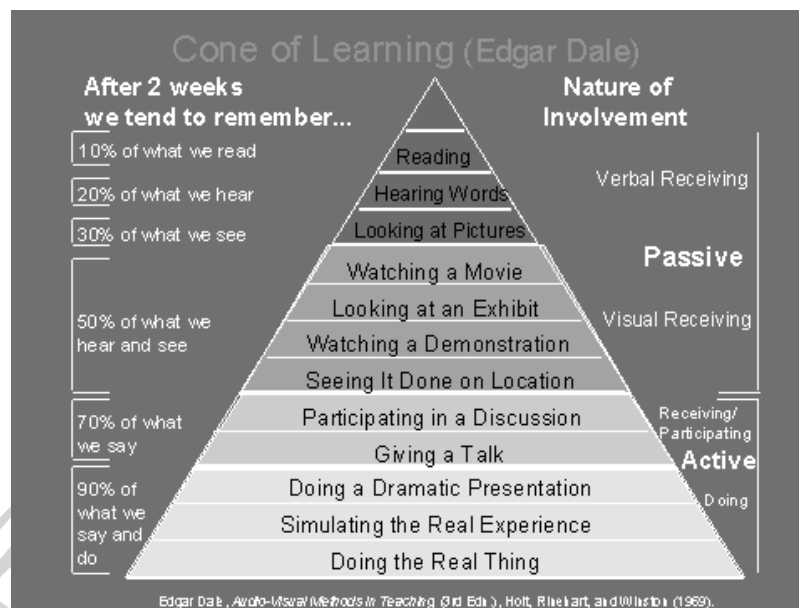 Cone of Learning (Edgar Dale)
After 2 weeks
we tend to remember...
Nature of
Involvement
10% of what we read
Reading
Verbal Receiving
20% of what we hear
Hearing Words
30% of what we see
Looking at Pictures
Passive
50% of what we
hear and see
Watching a Movie
Looking at an Exhibit
Watching a Demonstration
Seeing It Done on Location
Visual Receiving
70% of what
we say
Participating in a Discussion
Giving a Talk
Receiving/
Participating
Active
90% of
what we
say and
do
Doing a Dramatic Presentation
Simulating the Real Experience
Doing the Real Thing
Doing
Edgar Dale, Audio-Visual Methods in Teaching (3rd Edn.), Holt, Rinehart, and Winston (1969).